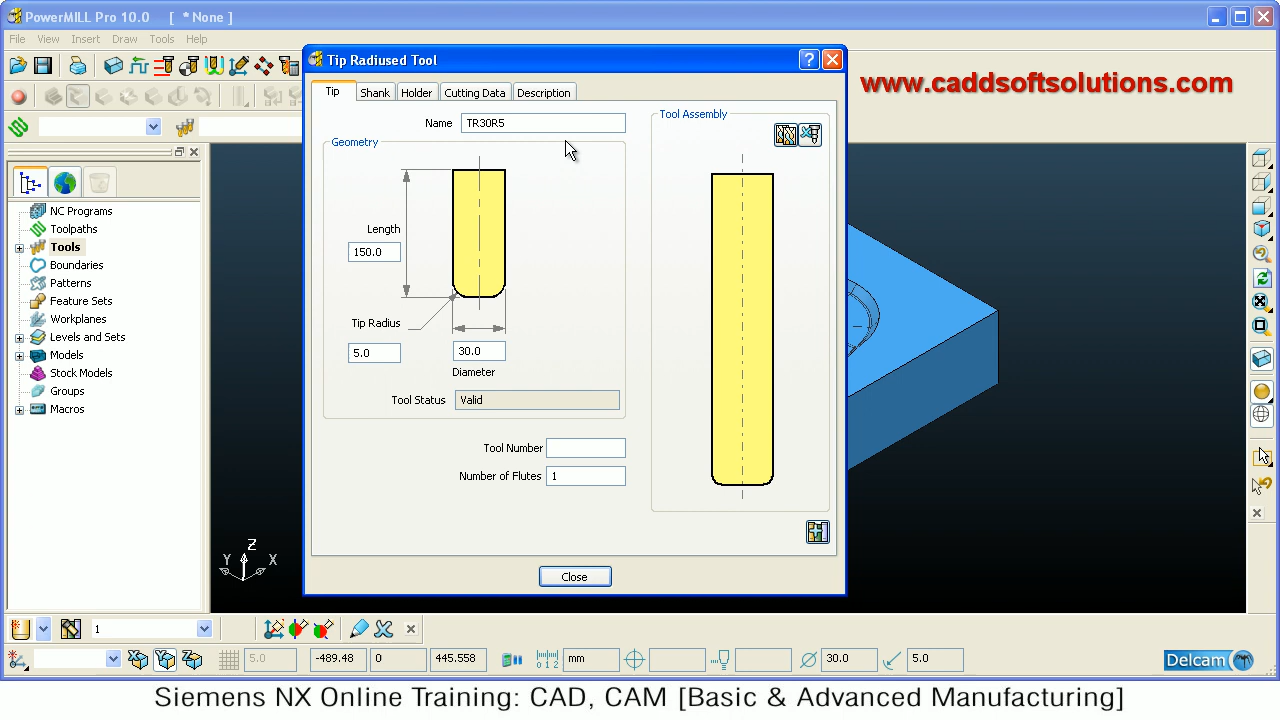 PowerMILL Pro 10.0 [ * None ]
File View Insert Draw Tools Help
Tip Radiused Tool
www.caddsoftsolutions.com
Tip Shank Holder Cutting Data Description
Name TR30R5
Tool Assembly
Geometry
Length
150.0
Tip Radius
5.0
30.0
Diameter
Tool Status Valid
Tool Number
Number of Flutes 1
Close
NC Programs
Toolpaths
Tools
Boundaries
Patterns
Feature Sets
Workplanes
Levels and Sets
Models
Stock Models
Groups
Macros
Z
Y X
1
5.0 -489.48 0 445.558 0 1 2 mm 30.0 5.0
Delcam
Siemens NX Online Training: CAD, CAM [Basic & Advanced Manufacturing]